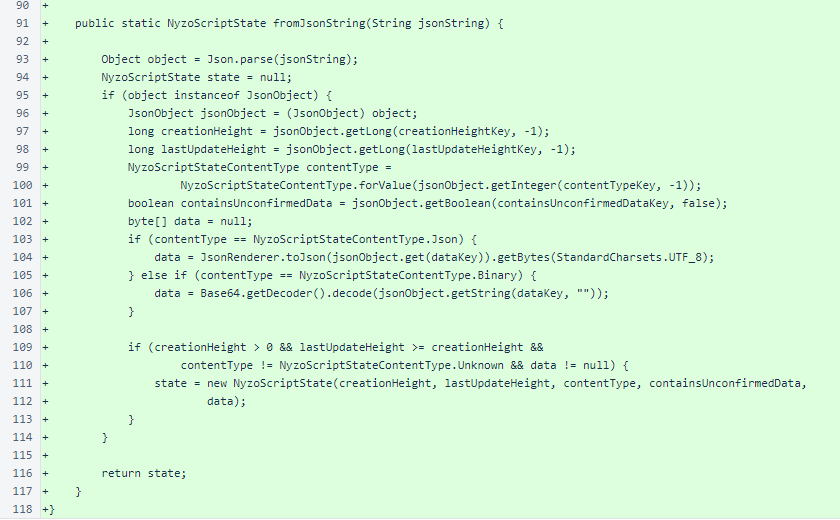 90 +
91 + public static NyzoScriptState fromJsonString(String jsonString) {
92 +
93 + Object object = Json.parse(jsonString);
94 + NyzoScriptState state = null;
95 + if (object instanceof JsonObject) {
96 + JsonObject jsonObject = (JsonObject) object;
97 + long creationHeight = jsonObject.getLong(creationHeightKey, -1);
98 + long lastUpdateHeight = jsonObject.getLong(lastUpdateHeightKey, -1);
99 + NyzoScriptStateContentType contentType =
100 + NyzoScriptStateContentType.forValue(jsonObject.getInteger(contentTypeKey, -1));
101 + boolean containsUnconfirmedData = jsonObject.getBoolean(containsUnconfirmedDataKey, false);
102 + byte[] data = null;
103 + if (contentType == NyzoScriptStateContentType.Json) {
104 + data = JsonRenderer.toJson(jsonObject.get(dataKey)).getBytes(StandardCharsets.UTF_8);
105 + } else if (contentType == NyzoScriptStateContentType.Binary) {
106 + data = Base64.getDecoder().decode(jsonObject.getString(dataKey, ""));
107 + }
108 +
109 + if (creationHeight > 0 && lastUpdateHeight >= creationHeight &&
110 + contentType != NyzoScriptStateContentType.Unknown && data != null) {
111 + state = new NyzoScriptState(creationHeight, lastUpdateHeight, contentType, containsUnconfirmedData,
112 + data);
113 + }
114 + }
115 +
116 + return state;
117 + }
118 +}